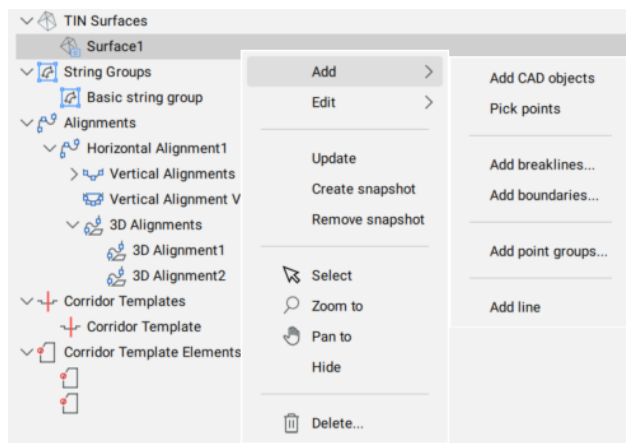 TIN Surfaces
Surface1
String Groups
Basic string group
Alignments
Horizontal Alignment1
Vertical Alignments
Vertical Alignment V
3D Alignments
3D Alignment1
3D Alignment2
Corridor Templates
Corridor Template
Corridor Template Elements
Add
Edit
Update
Create snapshot
Remove snapshot
Select
Zoom to
Pan to
Hide
Delete...
Add CAD objects
Pick points
Add breaklines...
Add boundaries...
Add point groups...
Add line